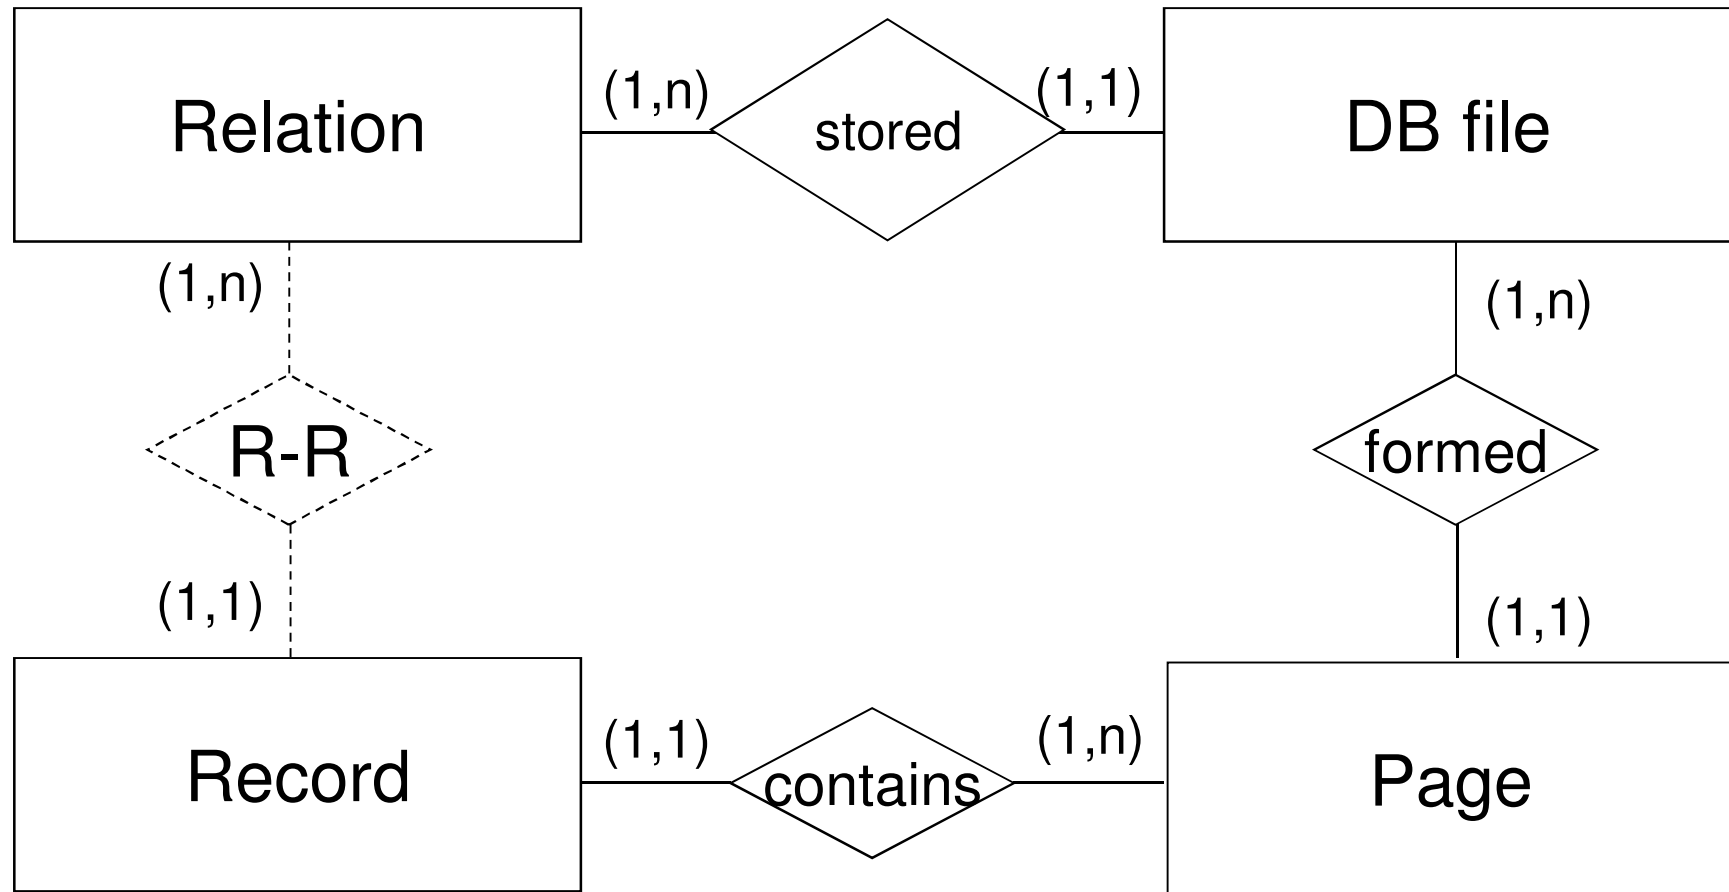 Relation
(1,n)
stored
(1,1)
DB file
(1,n)
(1,n)
R-R
formed
(1,1)
(1,1)
Record
(1,1)
contains
(1,n)
Page